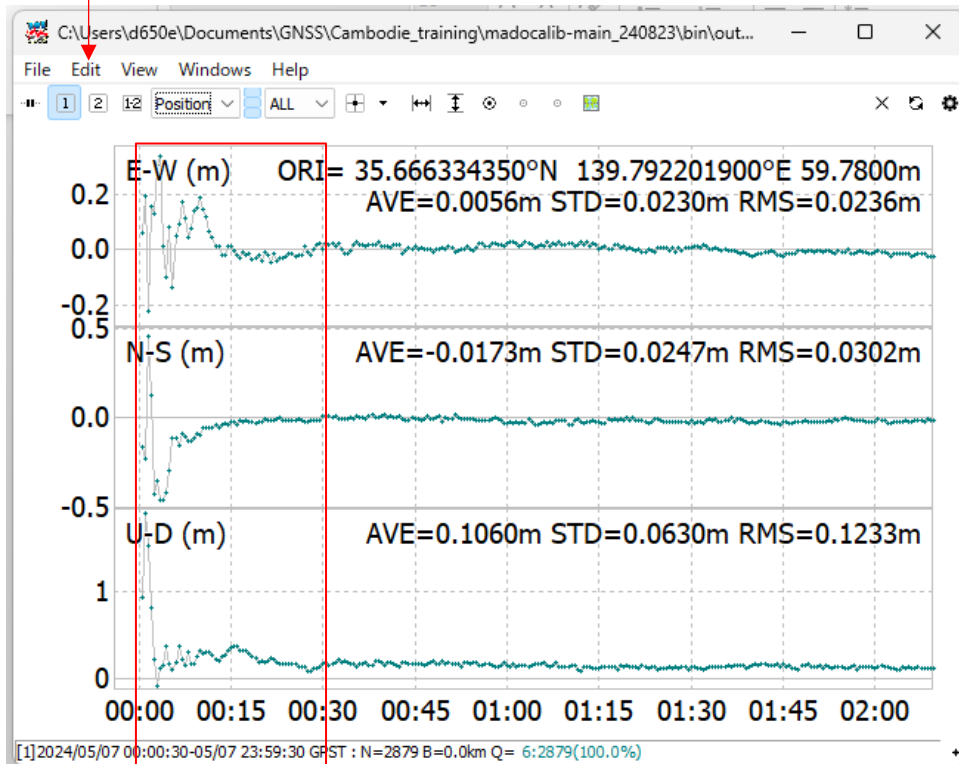 C:\Users\d650e\Documents\GNSS\Cambodie_training\madocalib-main_240823\bin\out...
File Edit View Windows Help
1 2 1-2 Position ALL
E-W (m) ORI= 35.666334350°N 139.792201900°E 59.7800m
AVE=0.0056m STD=0.0230m RMS=0.0236m
0.2
0.0
-0.2
0.5
N-S (m) AVE=-0.0173m STD=0.0247m RMS=0.0302m
0.0
-0.5
U-D (m) AVE=0.1060m STD=0.0630m RMS=0.1233m
1
0
00:00 00:15 00:30 00:45 01:00 01:15 01:30 01:45 02:00
[1]2024/05/07 00:00:30-05/07 23:59:30 GPST : N=2879 B=0.0km Q= 6:2879(100.0%)